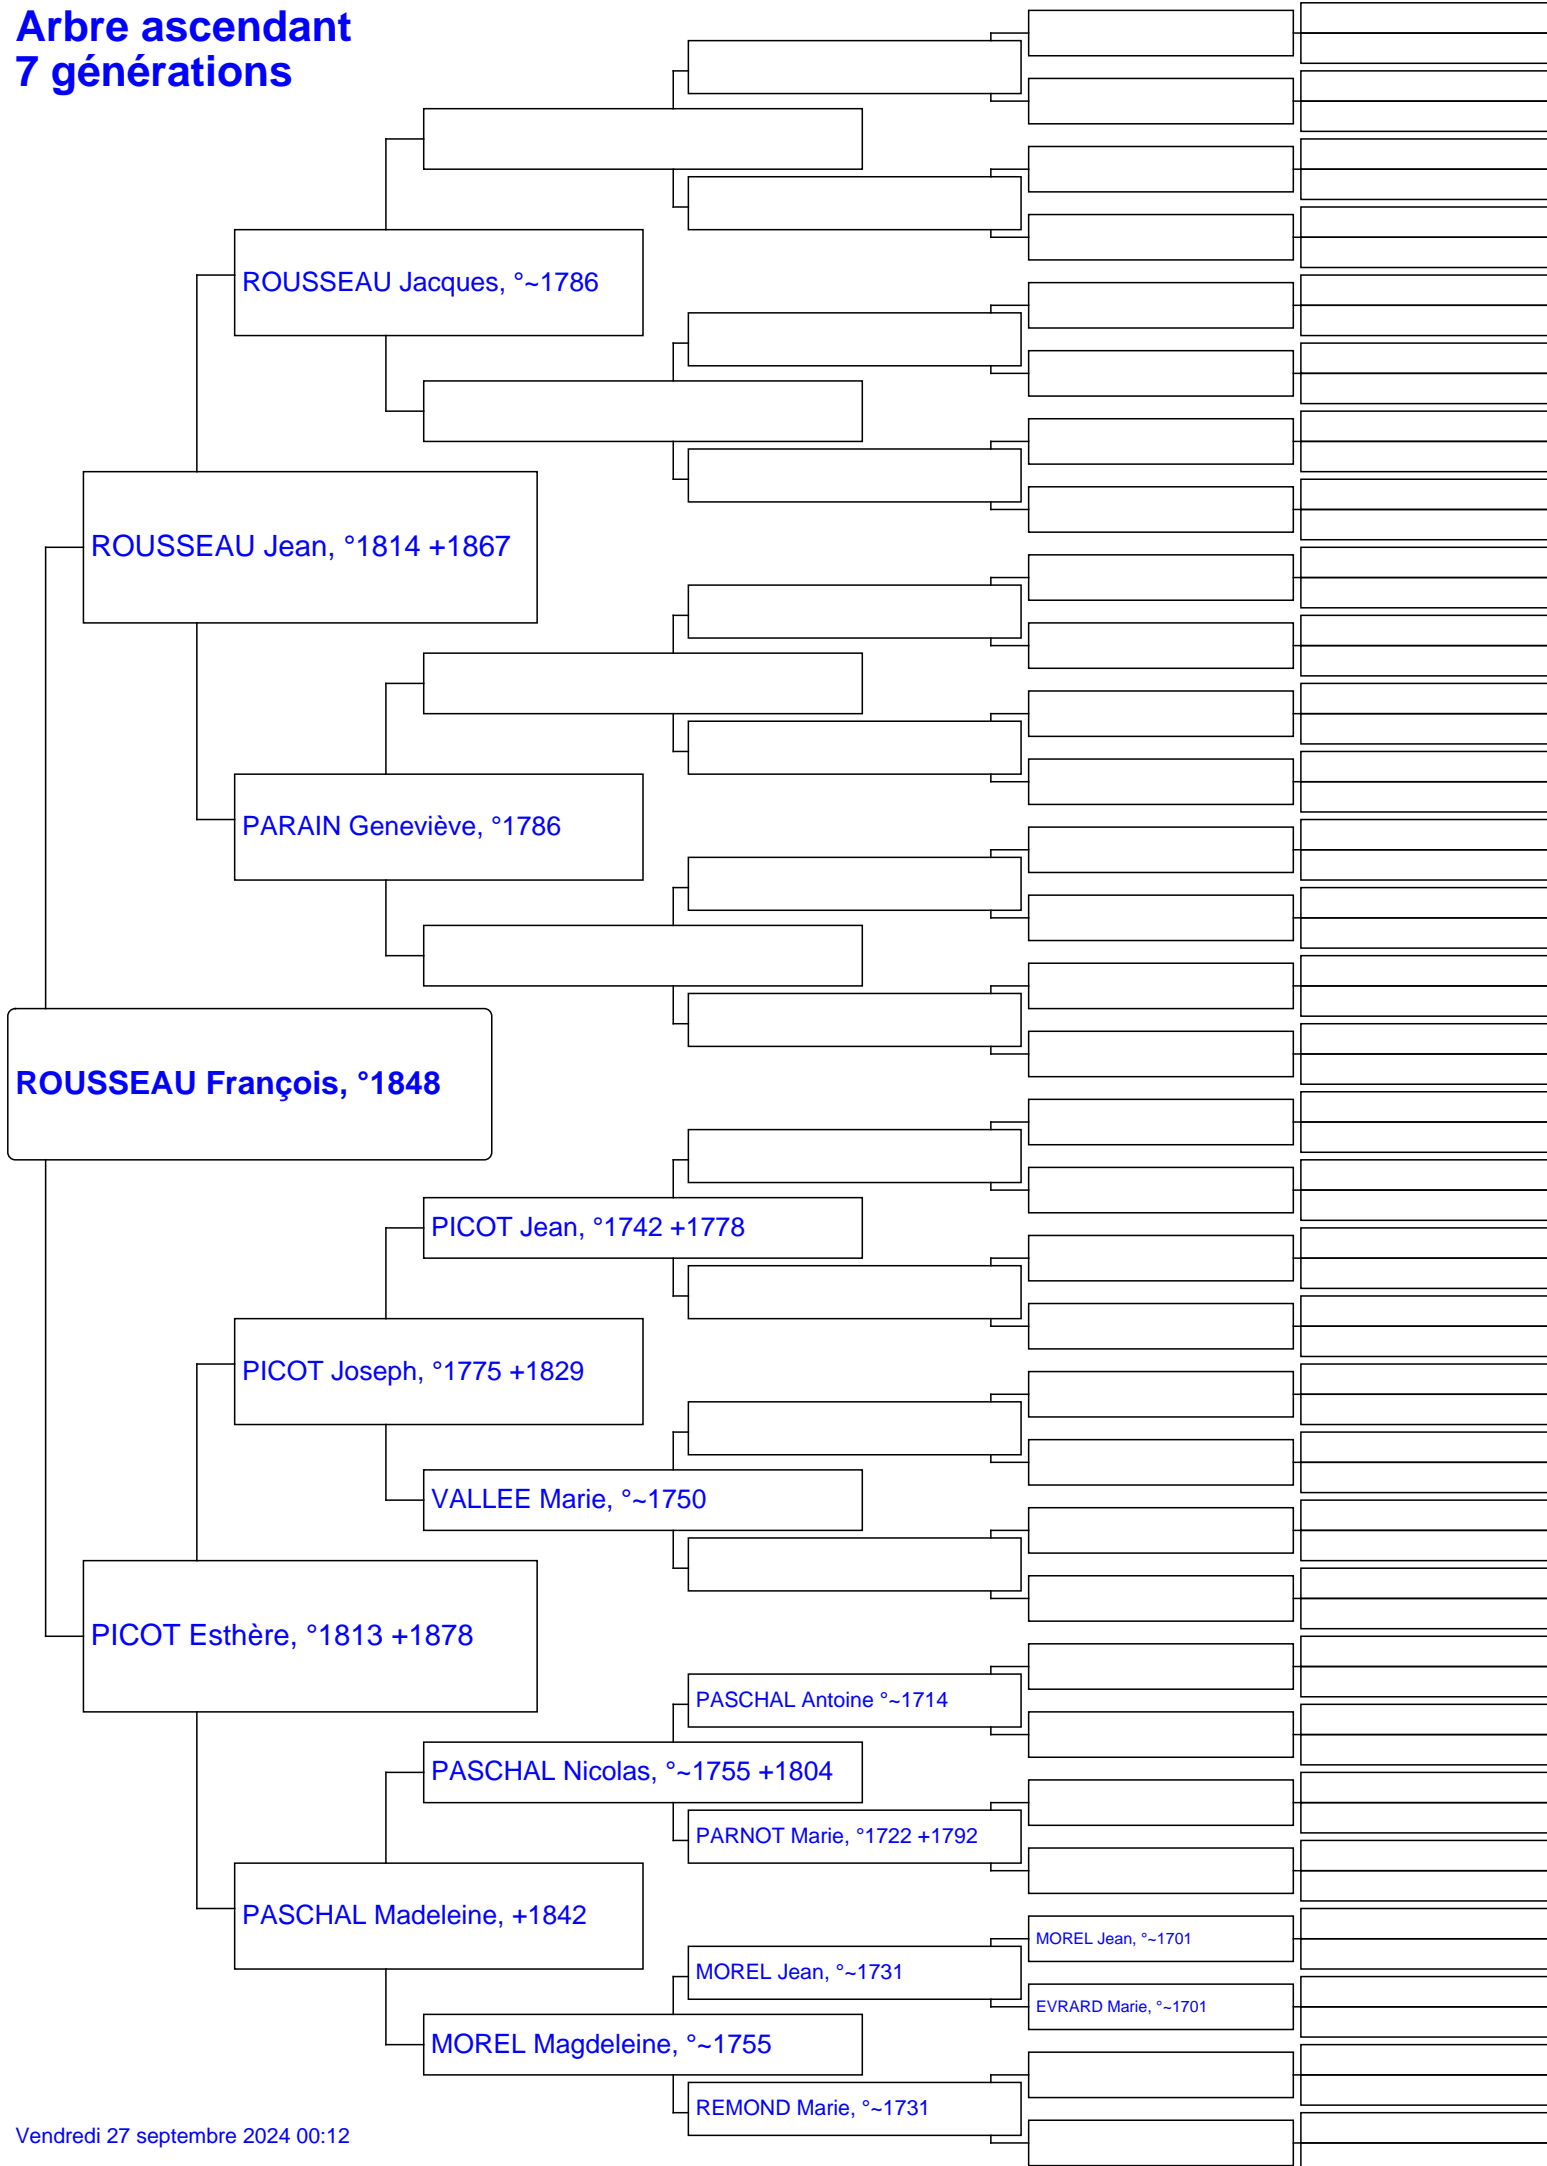 Arbre ascendant
7 générations
ROUSSEAU Jacques, °~1786
ROUSSEAU Jean, °1814 +1867
PARAIN Geneviève, °1786
ROUSSEAU François, °1848
PICOT Jean, °1742 +1778
PICOT Joseph, °1775 +1829
VALLEE Marie, °~1750
PICOT Esthère, °1813 +1878
PASCHAL Antoine °~1714
PASCHAL Nicolas, °~1755 +1804
PARNOT Marie, °1722 +1792
PASCHAL Madeleine, +1842
MOREL Jean, °~1701
MOREL Jean, °~1731
EVRARD Marie, °~1701
MOREL Magdeleine, °~1755
REMOND Marie, °~1731
Vendredi 27 septembre 2024 00:12